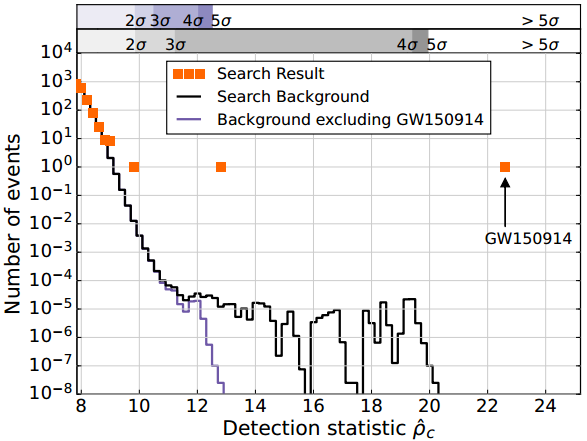 2σ 3σ 4σ 5σ > 5σ
2σ 3σ 4σ 5σ > 5σ
Search Result
Search Background
Background excluding GW150914
GW150914
10⁴
10³
10²
10¹
10⁰
10⁻¹
10⁻²
10⁻³
10⁻⁴
10⁻⁵
10⁻⁶
10⁻⁷
10⁻⁸
Number of events
8 10 12 14 16 18 20 22 24
Detection statistic ρ̂c